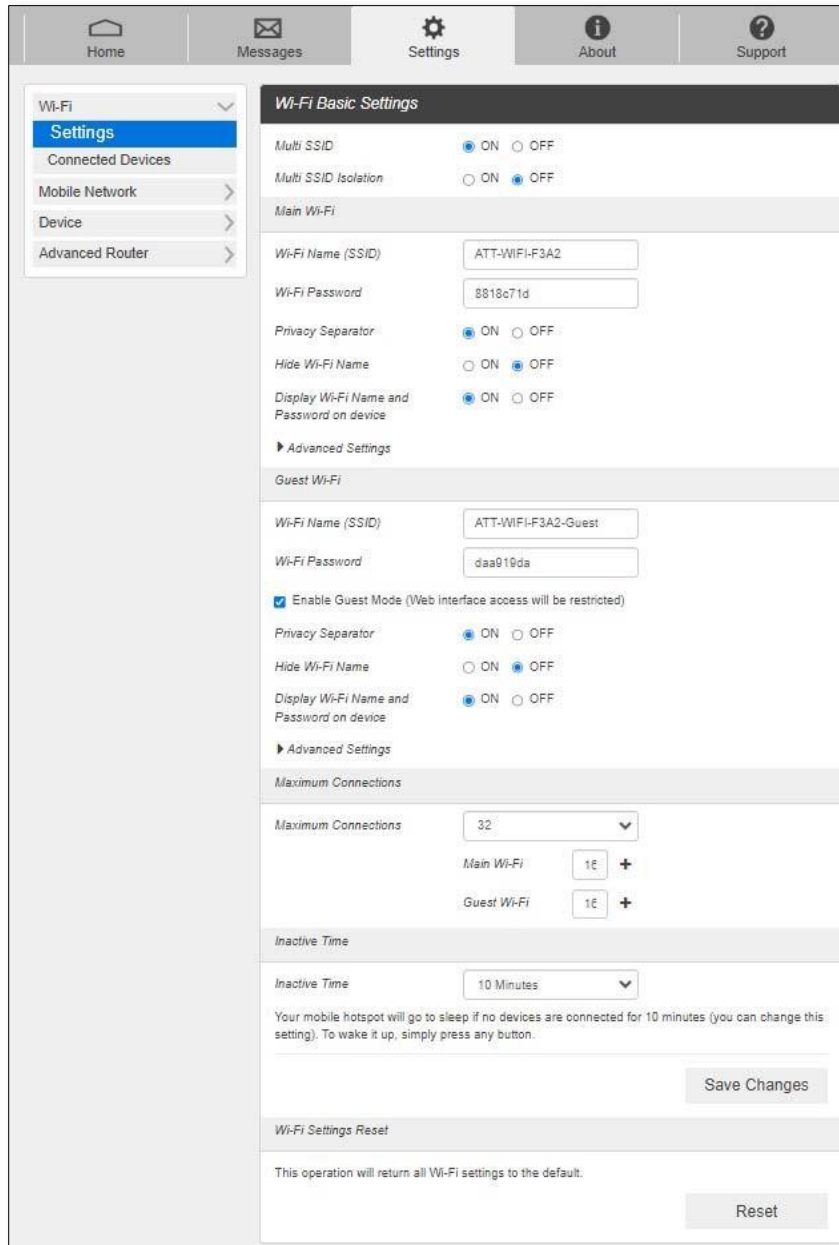 Home Messages Settings About Support
Wi-Fi
Settings
Connected Devices
Mobile Network
Device
Advanced Router
Wi-Fi Basic Settings
Multi SSID ON OFF
Multi SSID Isolation ON OFF
Main Wi-Fi
Wi-Fi Name (SSID) ATT-WIFI-F3A2
Wi-Fi Password 8818c71d
Privacy Separator ON OFF
Hide Wi-Fi Name ON OFF
Display Wi-Fi Name and ON OFF
Password on device
Advanced Settings
Guest Wi-Fi
Wi-Fi Name (SSID) ATT-WIFI-F3A2-Guest
Wi-Fi Password daa919da
Enable Guest Mode (Web interface access will be restricted)
Privacy Separator ON OFF
Hide Wi-Fi Name ON OFF
Display Wi-Fi Name and ON OFF
Password on device
Advanced Settings
Maximum Connections
Maximum Connections 32
Main Wi-Fi 16
Guest Wi-Fi 16
Inactive Time
Inactive Time 10 Minutes
Your mobile hotspot will go to sleep if no devices are connected for 10 minutes (you can change this
setting). To wake it up, simply press any button.
Save Changes
Wi-Fi Settings Reset
This operation will return all Wi-Fi settings to the default.
Reset